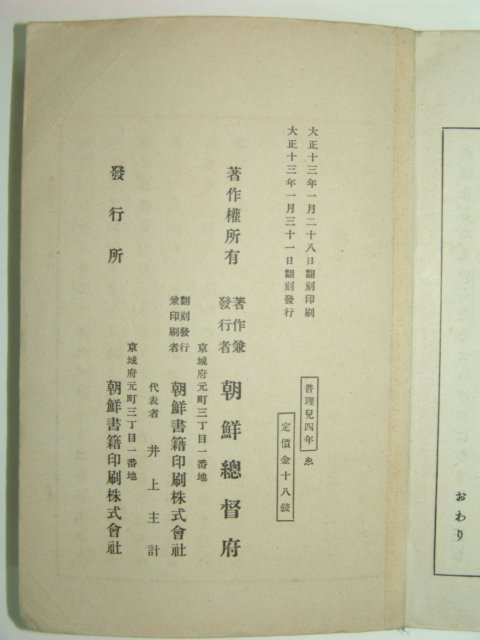 おわり
大正十三年一月二十八日飜刻印刷
大正十三年一月三十一日飜刻發行
普理兒四年
定價金十八錢
著作權所有
著作兼
發行者
朝鮮總督府
京城府元町三丁目一番地
飜刻發行
兼印刷者
朝鮮書籍印刷株式會社
代表者 井上主計
發行所
京城府元町三丁目一番地
朝鮮書籍印刷株式會社